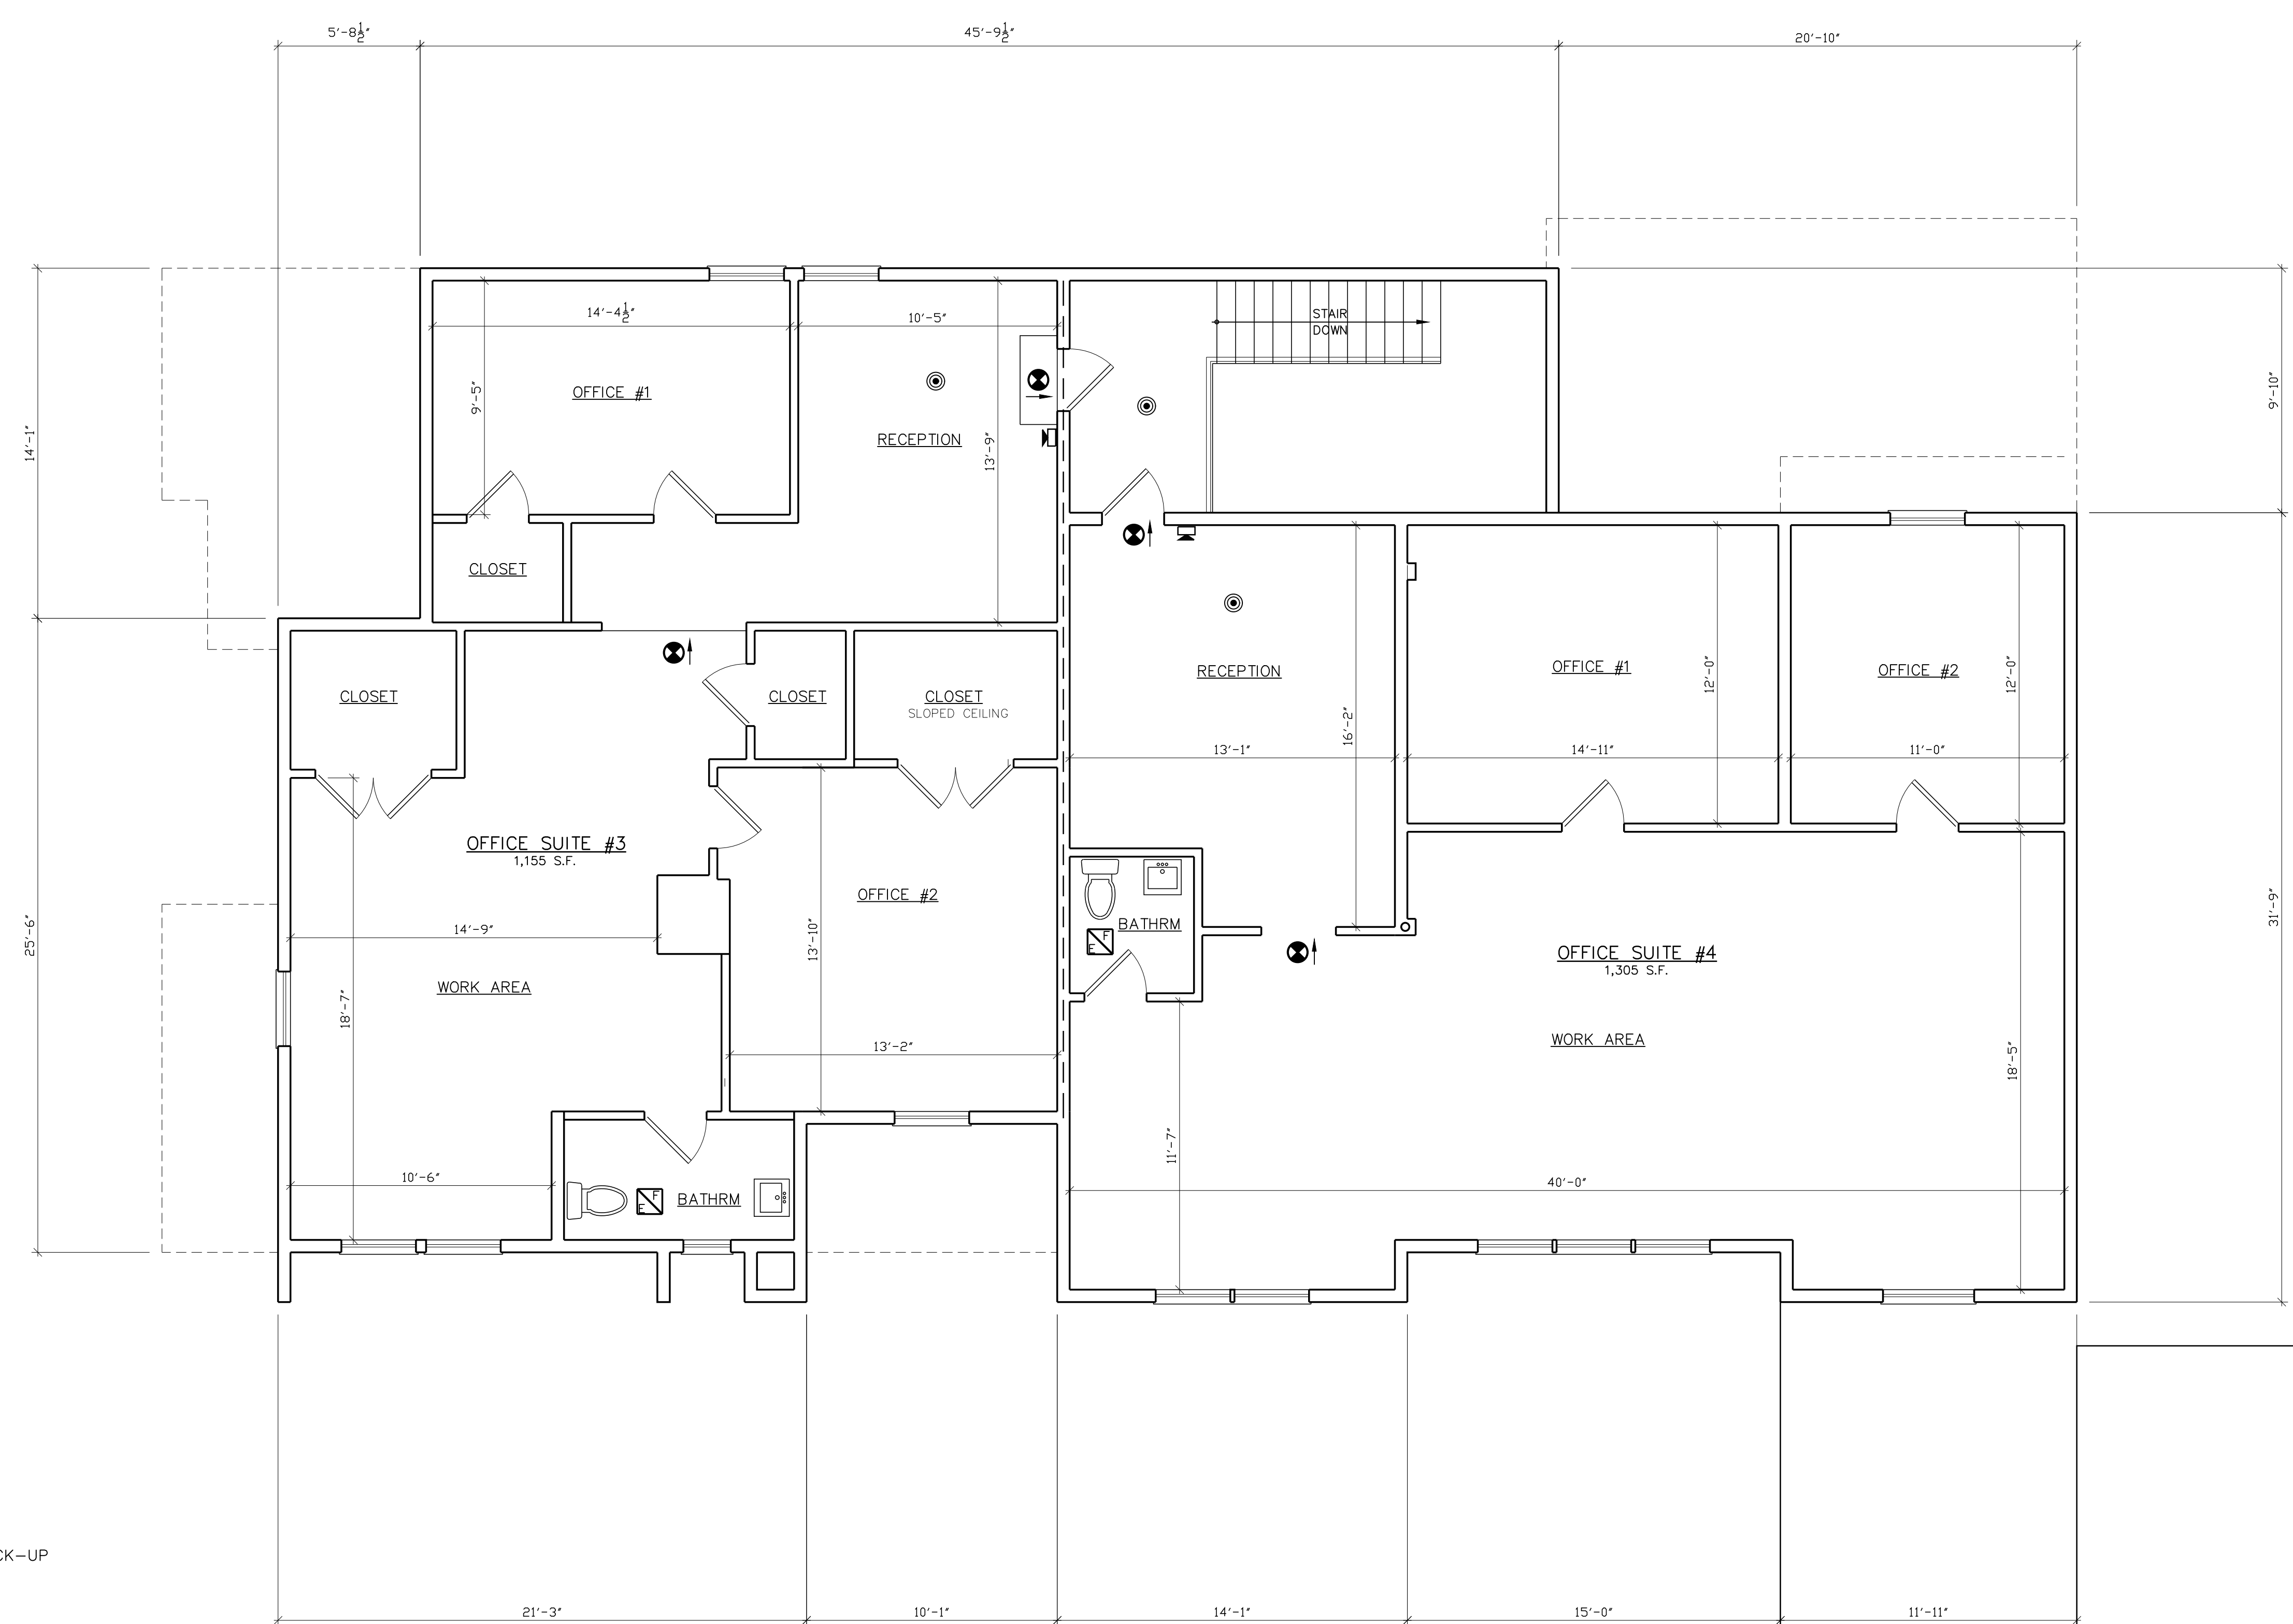 5'-8½"
45'-9½"
20'-10"
14'-4½"
10'-5"
STAIR
DOWN
9'-5"
OFFICE #1
9'-10"
14'-1"
RECEPTION
13'-9"
CLOSET
CLOSET
CLOSET
CLOSET
SLOPED CEILING
RECEPTION
OFFICE #1
12'-0"
OFFICE #2
12'-0"
16'-2"
13'-1"
14'-11"
11'-0"
OFFICE SUITE #3
1,155 S.F.
OFFICE #2
25'-6"
14'-9"
13'-10"
BATHRM
F
E
31'-9"
OFFICE SUITE #4
1,305 S.F.
WORK AREA
18'-7"
WORK AREA
13'-2"
18'-5"
11'-7"
10'-6"
F
E
BATHRM
40'-0"
CK-UP
21'-3"
10'-1"
14'-1"
15'-0"
11'-11"